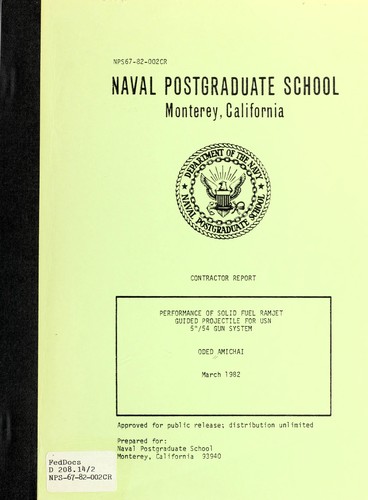 NPS67-82-002CR
NAVAL POSTGRADUATE SCHOOL
Monterey, California
DEPARTMENT OF THE NAVY
NAVAL POSTGRADUATE SCHOOL
CONTRACTOR REPORT
PERFORMANCE OF SOLID FUEL RAMJET
GUIDED PROJECTILE FOR USN
5"/54 GUN SYSTEM
ODED AMICHAI
March 1982
Approved for public release; distribution unlimited
Prepared for:
Naval Postgraduate School
Monterey, California 93940
FedDocs
D 208.14/2
NPS-67-82-002CR